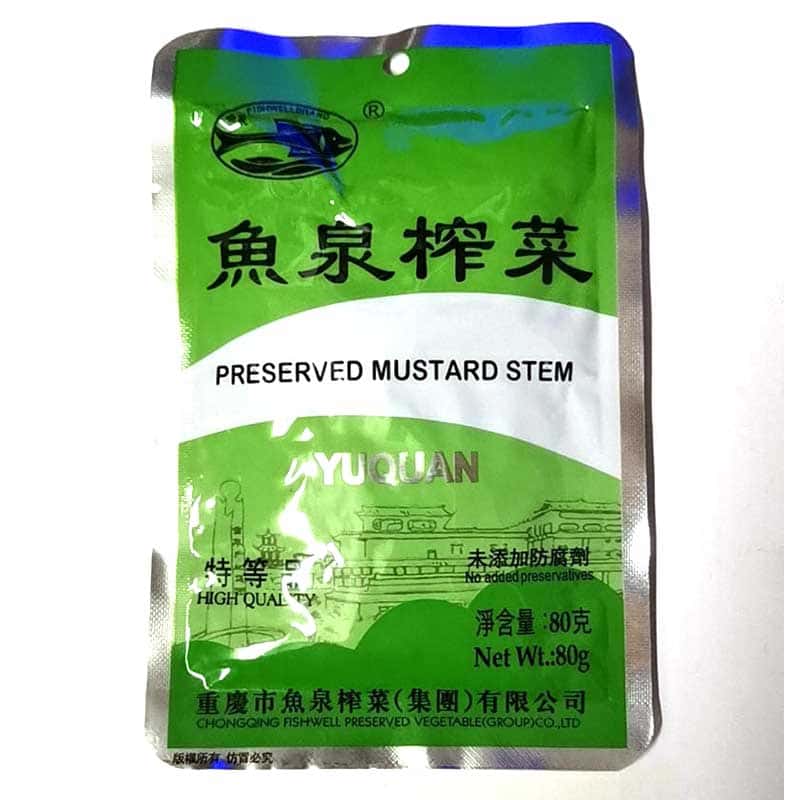 FISHWELL BRAND
®
魚泉榨菜
PRESERVED MUSTARD STEM
YUQUAN
特等品
HIGH QUALITY
未添加防腐劑
No added preservatives
淨含量:80克
Net Wt.:80g
重慶市魚泉榨菜(集團)有限公司
CHONGQING FISHWELL PRESERVED VEGETABLE(GROUP)CO.,LTD
版權所有 仿冒必究